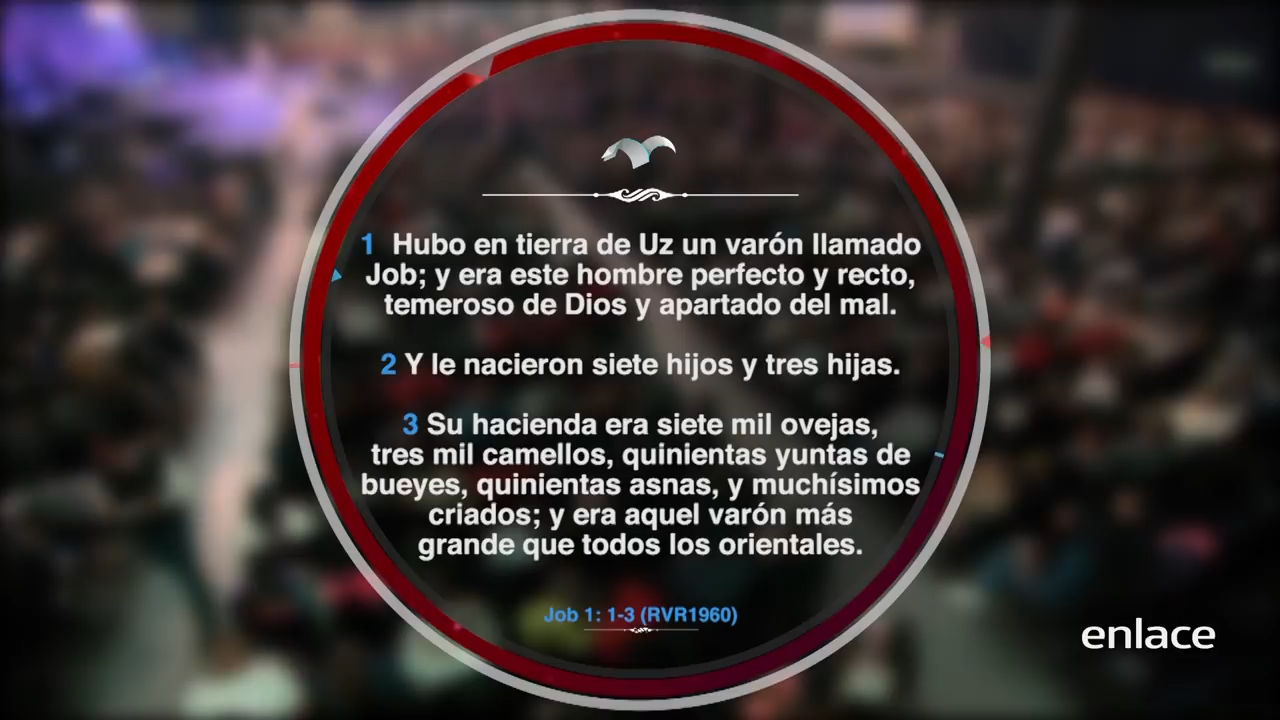 1 Hubo en tierra de Uz un varón llamado
Job; y era este hombre perfecto y recto,
temeroso de Dios y apartado del mal.
2 Y le nacieron siete hijos y tres hijas.
3 Su hacienda era siete mil ovejas,
tres mil camellos, quinientas yuntas de
bueyes, quinientas asnas, y muchísimos
criados; y era aquel varón más
grande que todos los orientales.
Job 1: 1-3 (RVR1960)
enlace